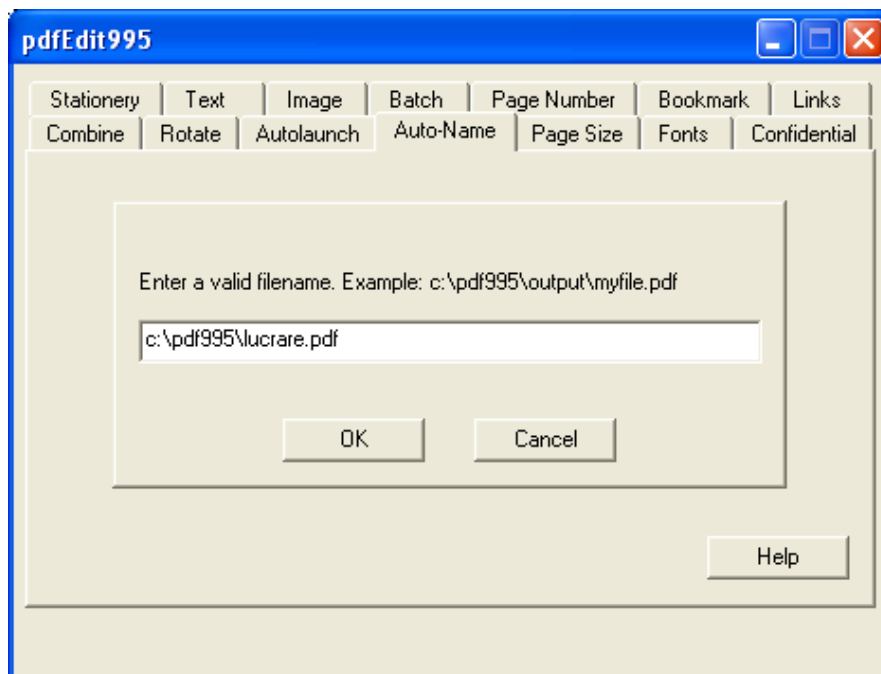 pdfEdit995
Stationery Text Image Batch Page Number Bookmark Links
Combine Rotate Autolaunch Auto-Name Page Size Fonts Confidential
Enter a valid filename. Example: c:\pdf995\output\myfile.pdf
c:\pdf995\lucrare.pdf
OK Cancel
Help